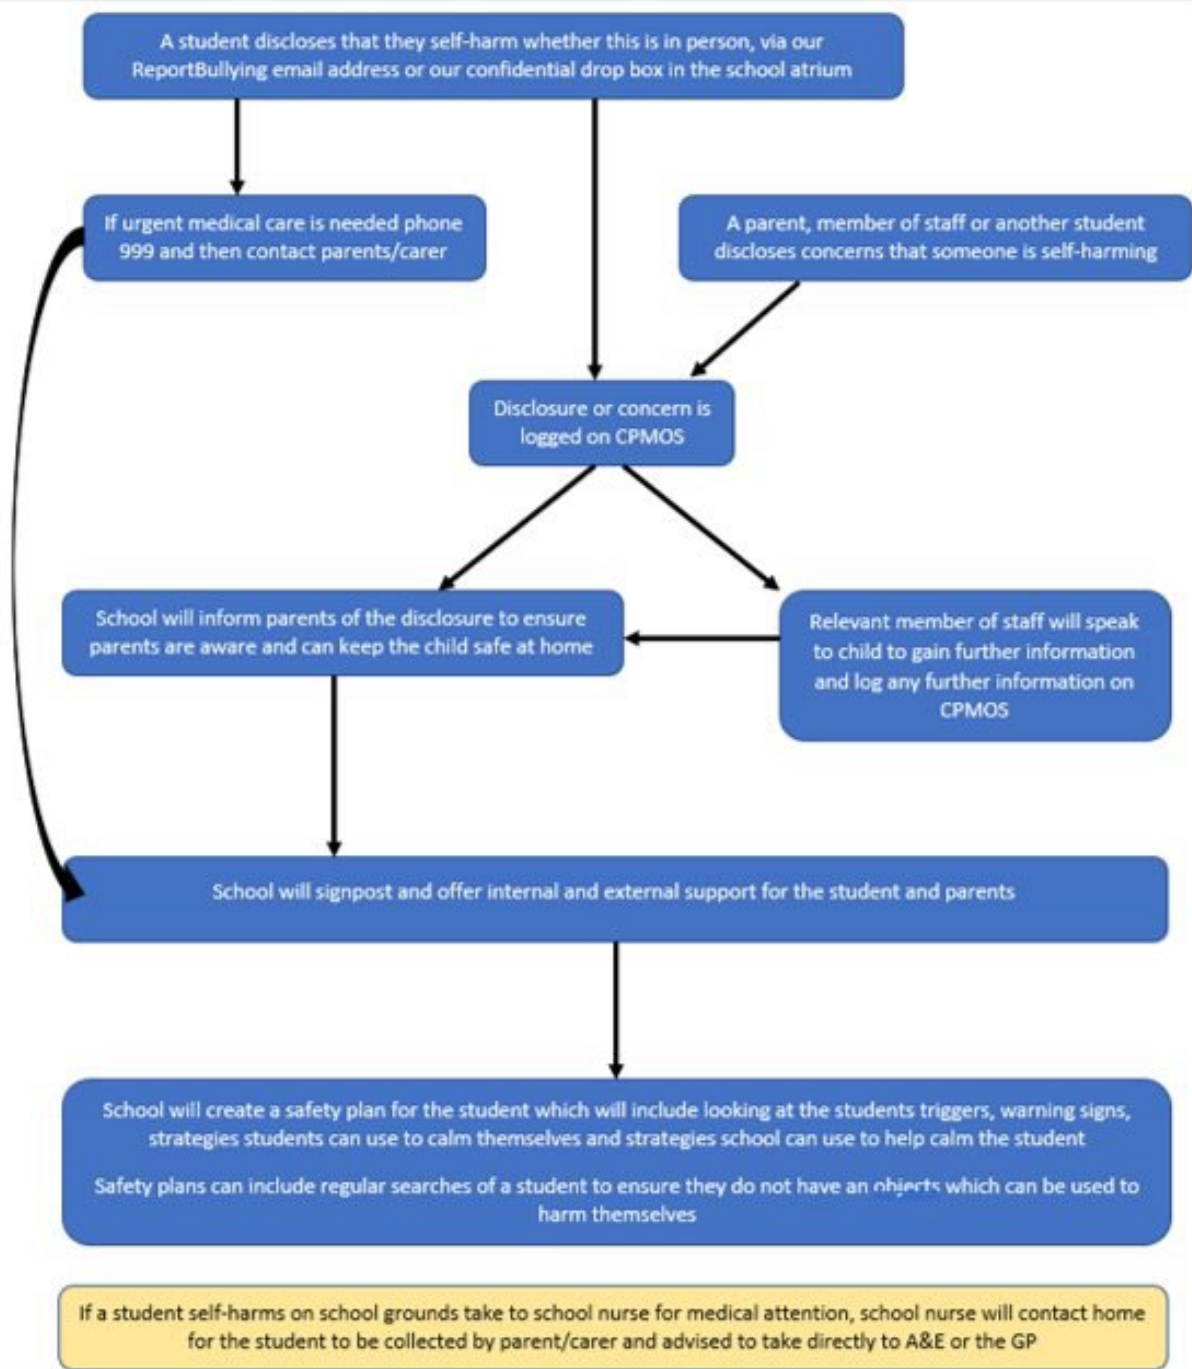 A student discloses that they self-harm whether this is in person, via our
ReportBullying email address or our confidential drop box in the school atrium
If urgent medical care is needed phone
999 and then contact parents/carer
A parent, member of staff or another student
discloses concerns that someone is self-harming
Disclosure or concern is
logged on CPMOS
School will inform parents of the disclosure to ensure
parents are aware and can keep the child safe at home
Relevant member of staff will speak
to child to gain further information
and log any further information on
CPMOS
School will signpost and offer internal and external support for the student and parents
School will create a safety plan for the student which will include looking at the students triggers, warning signs,
strategies students can use to calm themselves and strategies school can use to help calm the student
Safety plans can include regular searches of a student to ensure they do not have an objects which can be used to
harm themselves
If a student self-harms on school grounds take to school nurse for medical attention, school nurse will contact home
for the student to be collected by parent/carer and advised to take directly to A&E or the GP